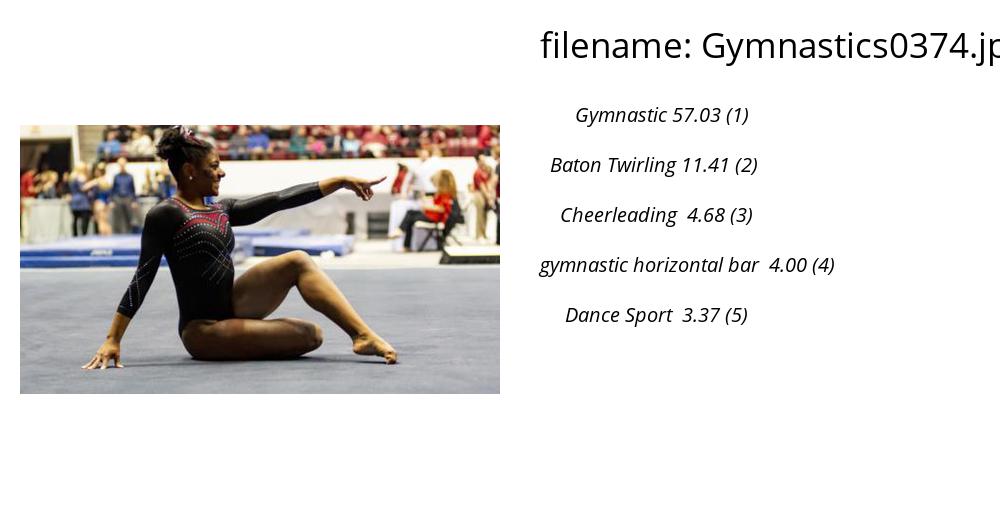 filename: Gymnastics0374.jp
Gymnastic 57.03 (1)
Baton Twirling 11.41 (2)
Cheerleading 4.68 (3)
gymnastic horizontal bar 4.00 (4)
Dance Sport 3.37 (5)